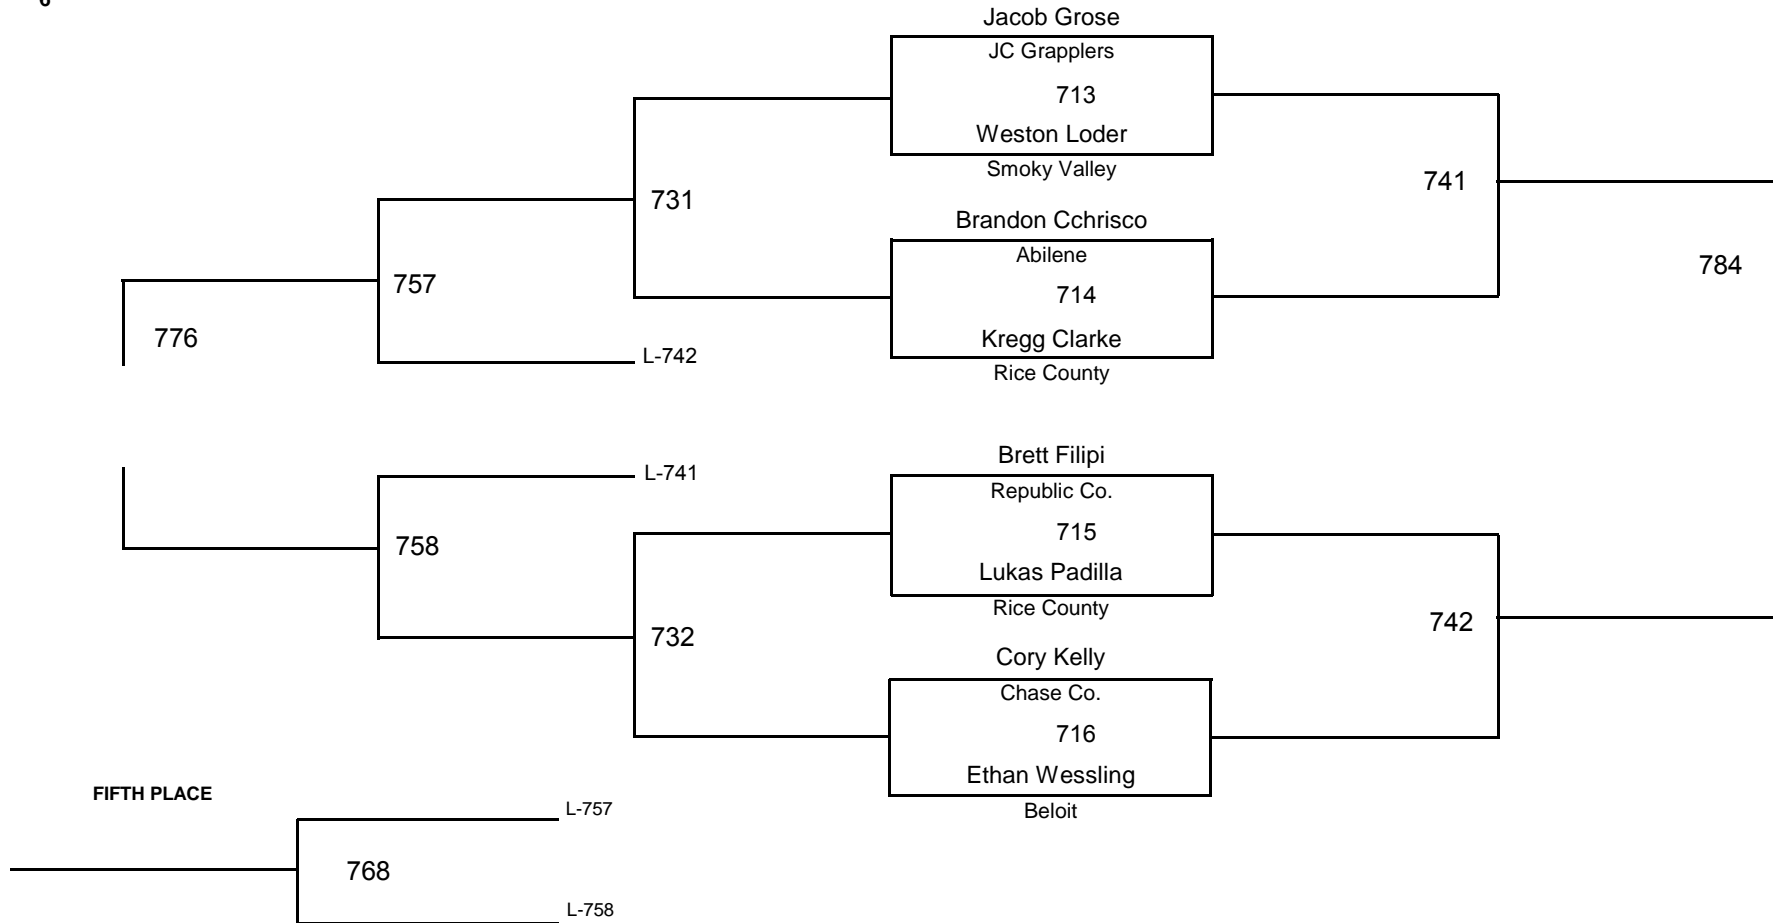 6
Jacob Grose
JC Grapplers
713
Weston Loder
Smoky Valley
741
731
Brandon Cchrisco
Abilene
784
757
714
776
Kregg Clarke
L-742
Rice County
Brett Filipi
L-741
Republic Co.
715
758
Lukas Padilla
Rice County
742
732
Cory Kelly
Chase Co.
716
Ethan Wessling
FIFTH PLACE
L-757
Beloit
768
L-758